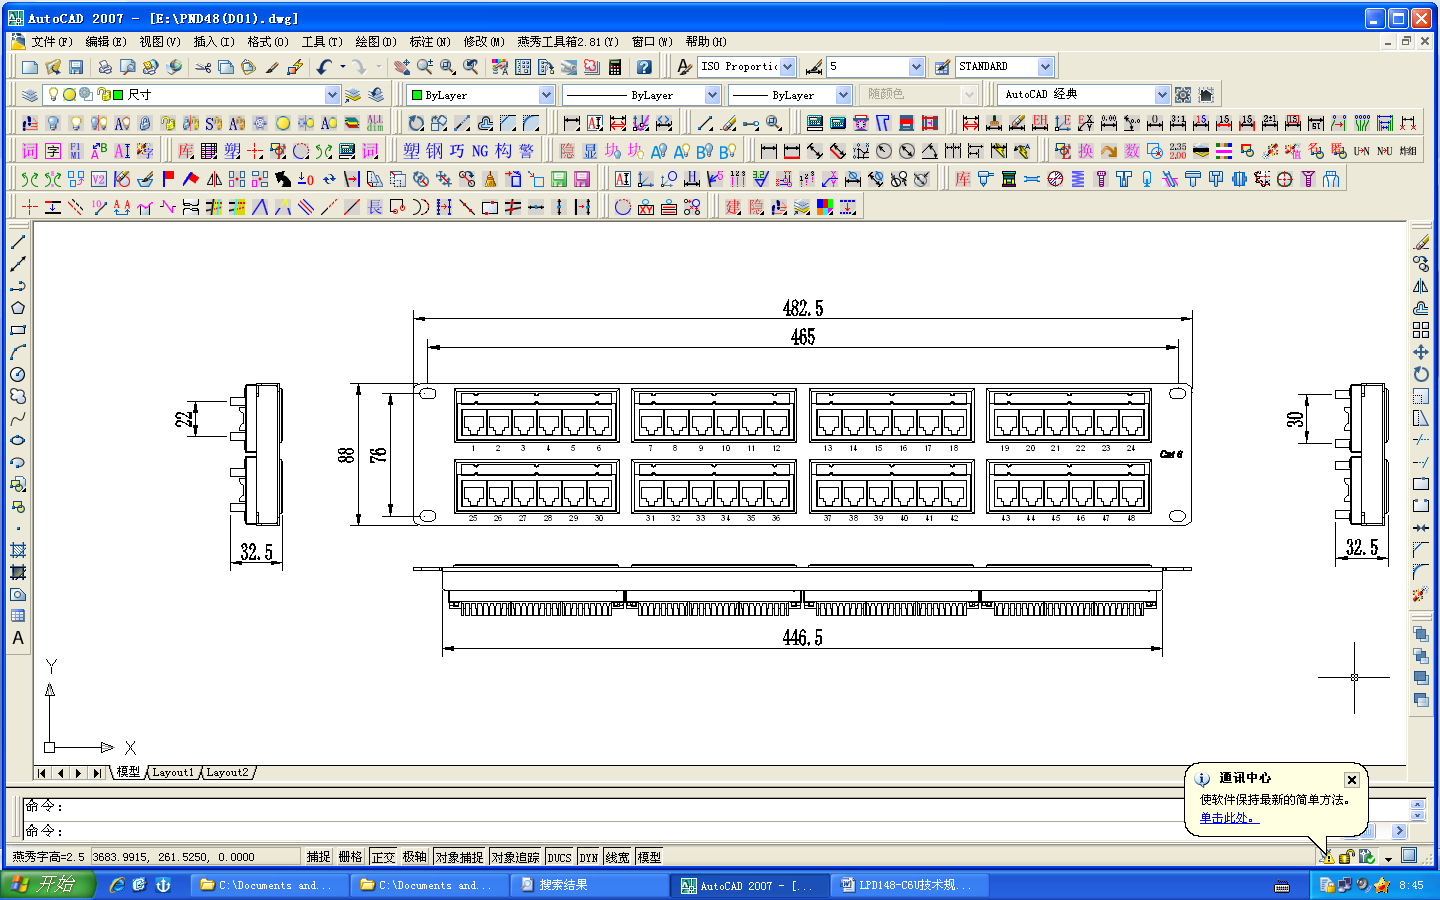 AutoCAD 2007 - [E:\PND48(D01).dwg]
文件(F) 编辑(E) 视图(V) 插入(I) 格式(O) 工具(T) 绘图(D) 标注(N) 修改(M) 燕秀工具箱2.81(Y) 窗口(W) 帮助(H)
ISO Proportic 5 STANDARD
尺寸 ByLayer ByLayer ByLayer 随颜色 AutoCAD 经典
塑 钢 巧 NG 构 警 隐 显 块 块
482.5
465
22
88
76
30
1 2 3 4 5 6 7 8 9 10 11 12 13 14 15 16 17 18 19 20 21 22 23 24
Cat 6
25 26 27 28 29 30 31 32 33 34 35 36 37 38 39 40 41 42 43 44 45 46 47 48
32.5
32.5
446.5
Y
X
模型 Layout1 Layout2
通讯中心
使软件保持最新的简单方法。
单击此处。
命令:
命令:
燕秀字高=2.5 3683.9915, 261.5250, 0.0000 捕捉 栅格 正交 极轴 对象捕捉 对象追踪 DUCS DYN 线宽 模型
开始 C:\Documents and... C:\Documents and... 搜索结果 AutoCAD 2007 - [... LPD148-C6U技术规... 8:45